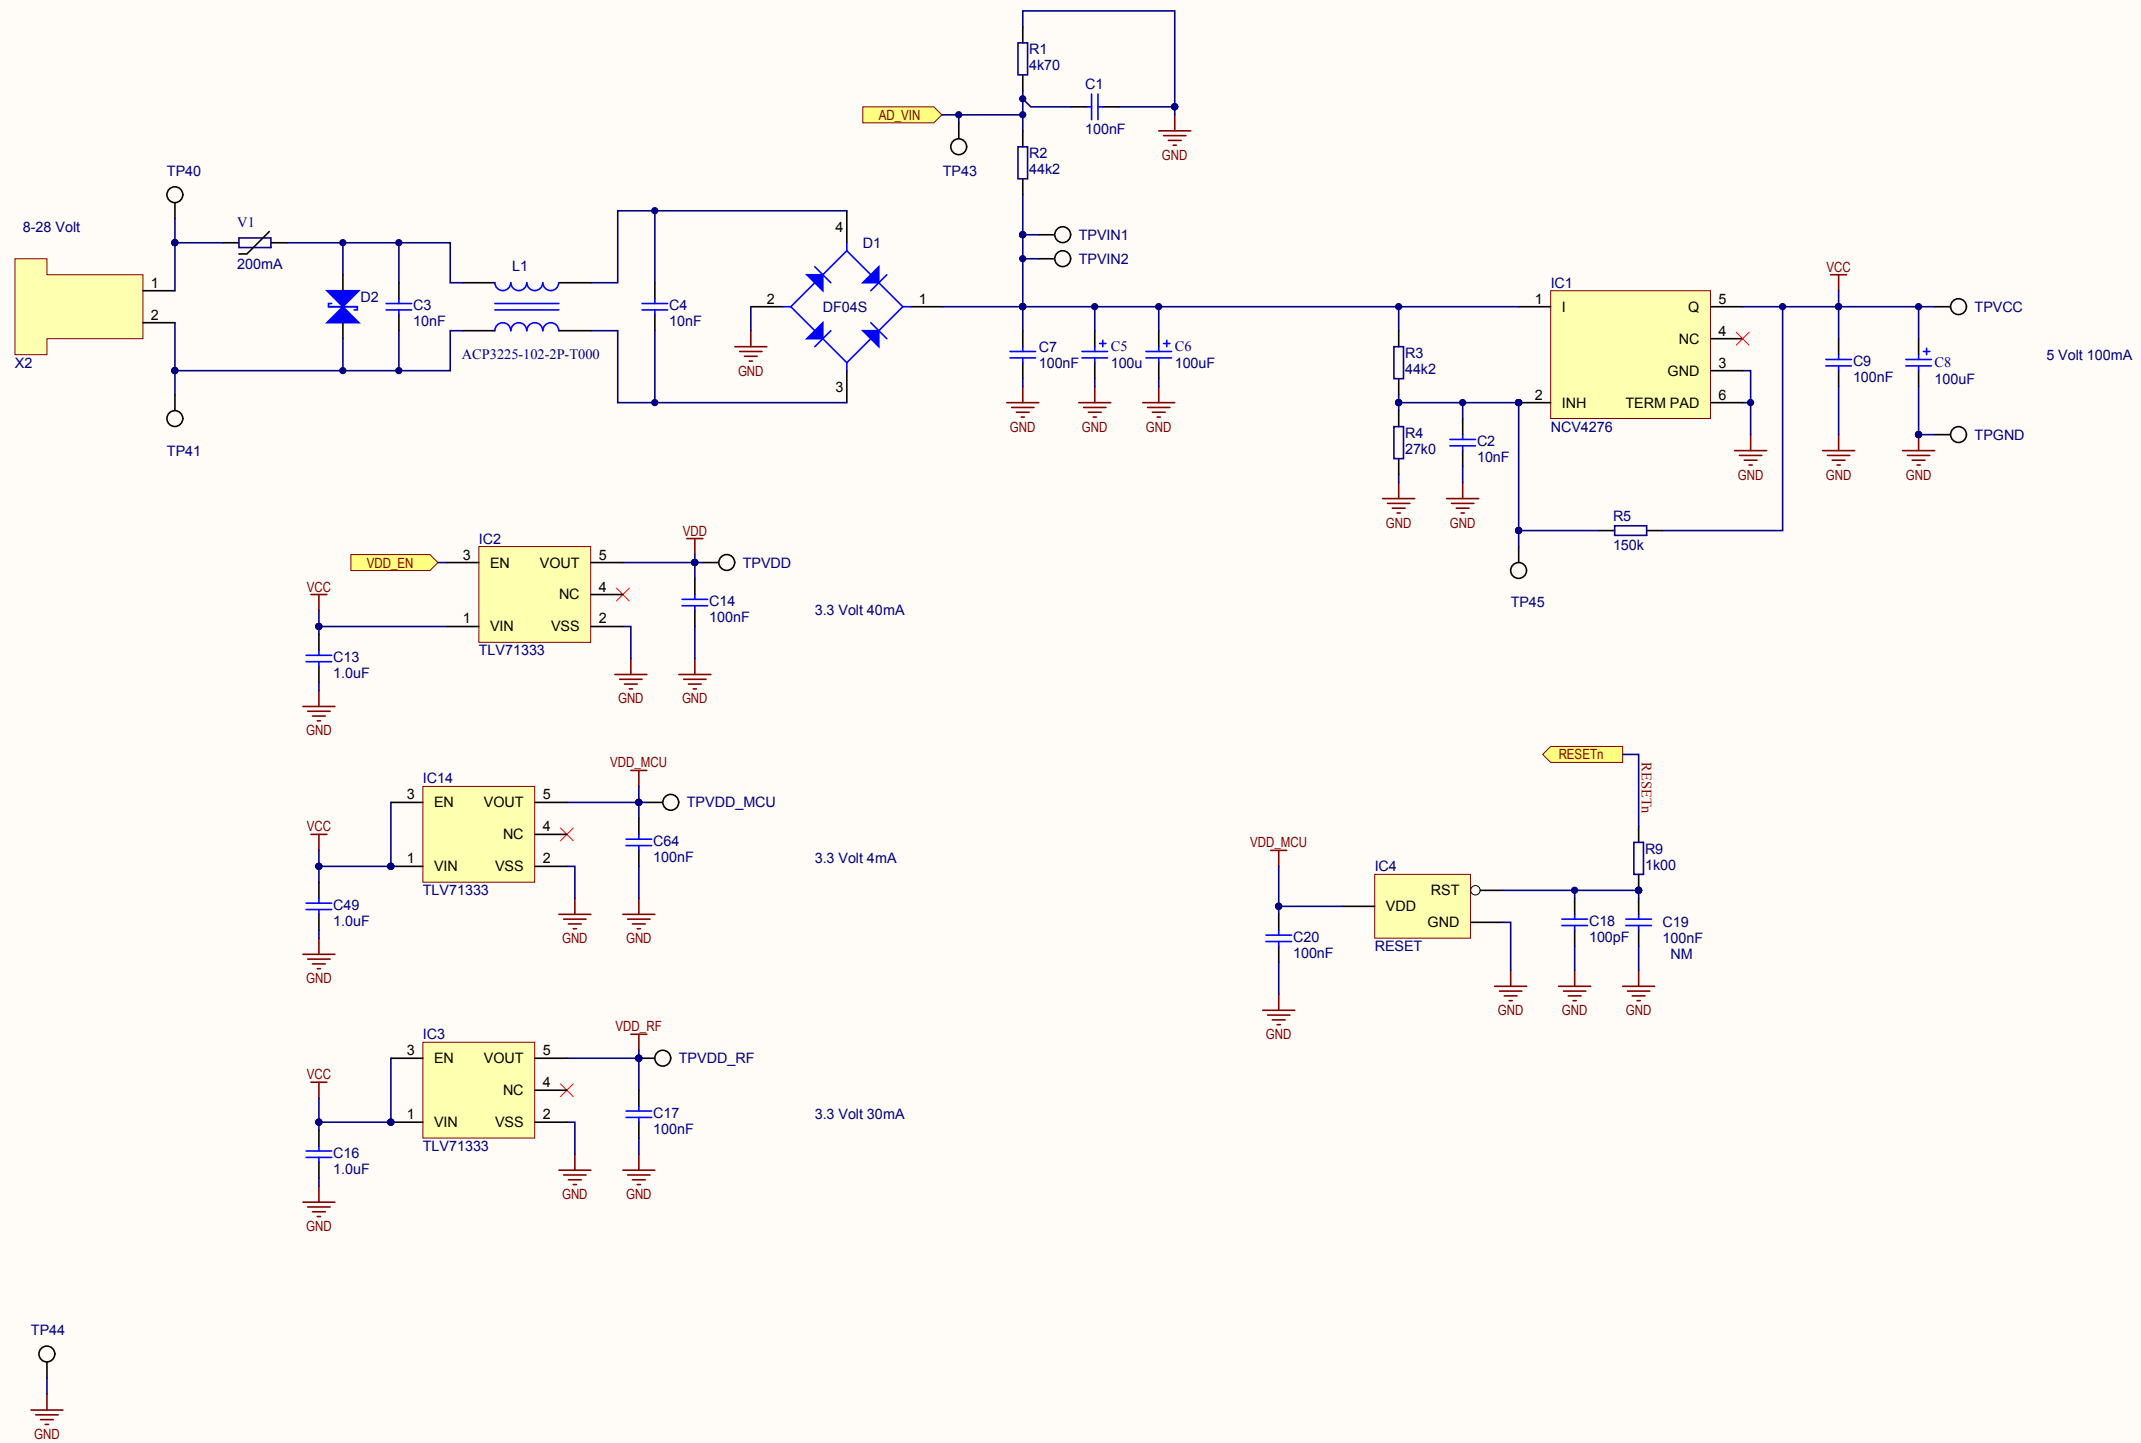 R1
4k70
C1
100nF
GND
AD_VIN
TP43
R2
44k2
TP40
8-28 Volt
V1
200mA
X2
1
2
TP41
D2
C3
10nF
L1
ACP3225-102-2P-T000
C4
10nF
4
D1
2
DF04S
1
3
GND
TPVIN1
TPVIN2
C7
100nF
GND
C5
100u
GND
C6
100uF
GND
R3
44k2
R4
27k0
GND
C2
10nF
GND
IC1
1
I
Q
5
NC
4
GND
3
2
INH
TERM PAD
6
NCV4276
GND
VCC
TPVCC
C9
100nF
GND
C8
100uF
TPGND
GND
5 Volt 100mA
R5
150k
TP45
IC2
VDD_EN
3
EN
VOUT
5
NC
4
1
VIN
VSS
2
TLV71333
VCC
C13
1.0uF
GND
GND
VDD
TPVDD
C14
100nF
GND
3.3 Volt 40mA
IC14
3
EN
VOUT
5
NC
4
1
VIN
VSS
2
TLV71333
VCC
C49
1.0uF
GND
GND
VDD_MCU
TPVDD_MCU
C64
100nF
GND
3.3 Volt 4mA
RESETn
RESETn
R9
1k00
VDD_MCU
IC4
RST
VDD
GND
RESET
C20
100nF
GND
GND
C18
100pF
GND
C19
100nF
NM
GND
IC3
3
EN
VOUT
5
NC
4
1
VIN
VSS
2
TLV71333
VCC
C16
1.0uF
GND
GND
VDD_RF
TPVDD_RF
C17
100nF
GND
3.3 Volt 30mA
TP44
GND